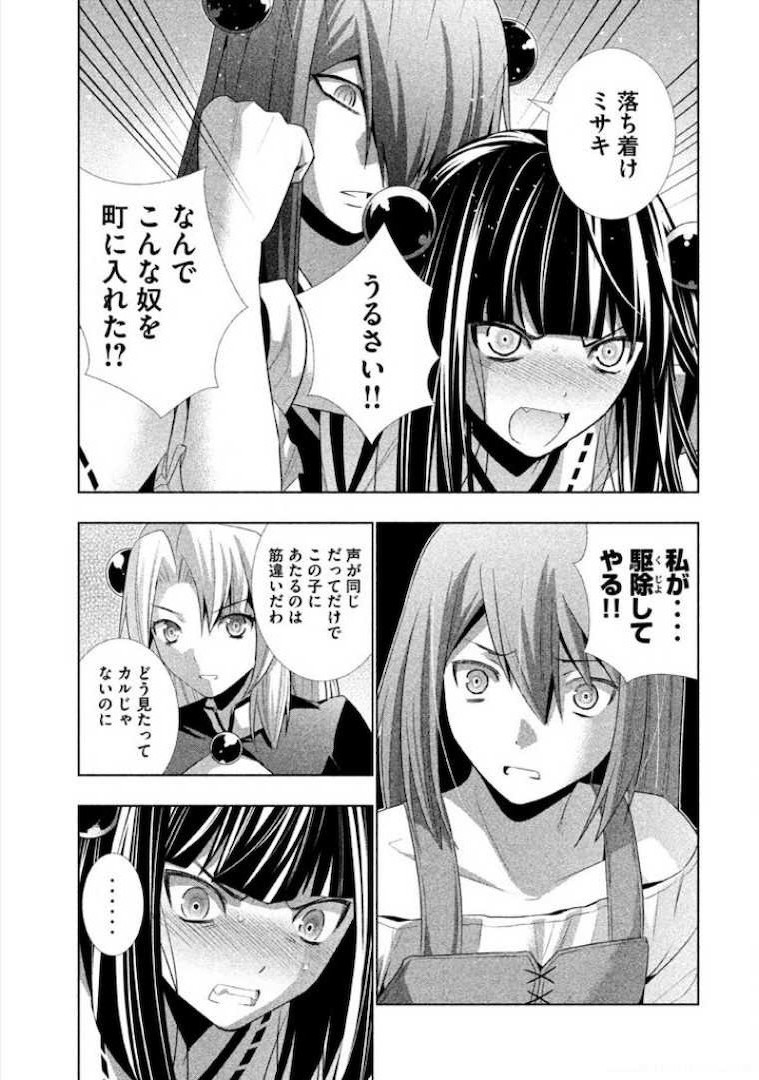 落ち着け
ミサキ
うるさい!!
なんで
こんな奴を
町に入れた!?
私が‥‥
駆除して
くじょ
やる!!
声が同じ
だってだけで
この子に
あたるのは
筋違いだわ
どう見たって
カルじゃ
ないのに
‥‥‥